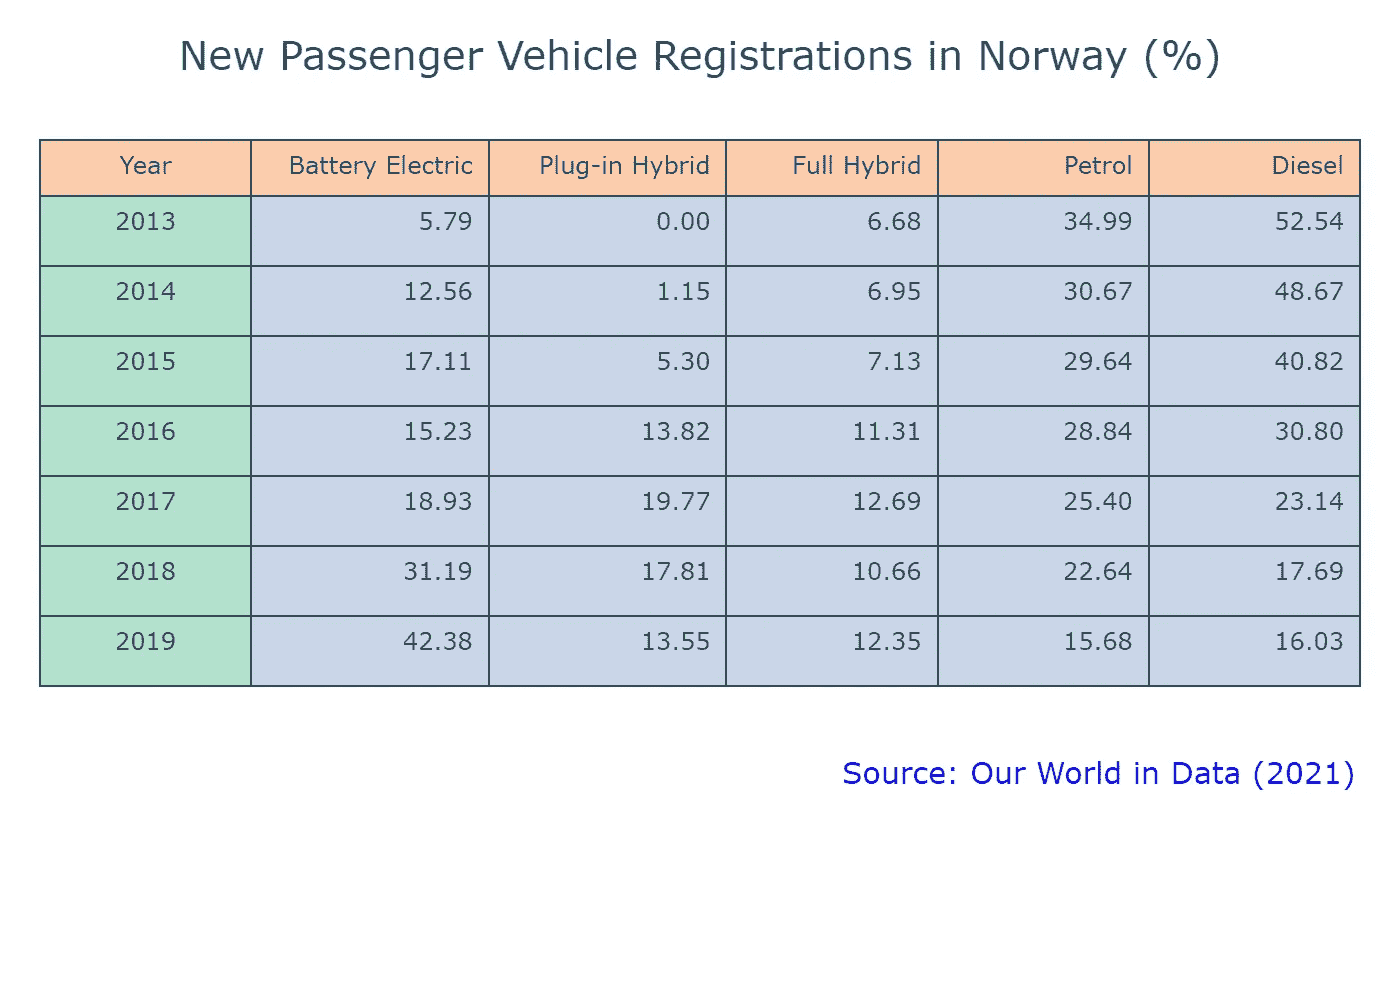 New Passenger Vehicle Registrations in Norway (%)
Year Battery Electric Plug-in Hybrid Full Hybrid Petrol Diesel
2013 5.79 0.00 6.68 34.99 52.54
2014 12.56 1.15 6.95 30.67 48.67
2015 17.11 5.30 7.13 29.64 40.82
2016 15.23 13.82 11.31 28.84 30.80
2017 18.93 19.77 12.69 25.40 23.14
2018 31.19 17.81 10.66 22.64 17.69
2019 42.38 13.55 12.35 15.68 16.03
Source: Our World in Data (2021)